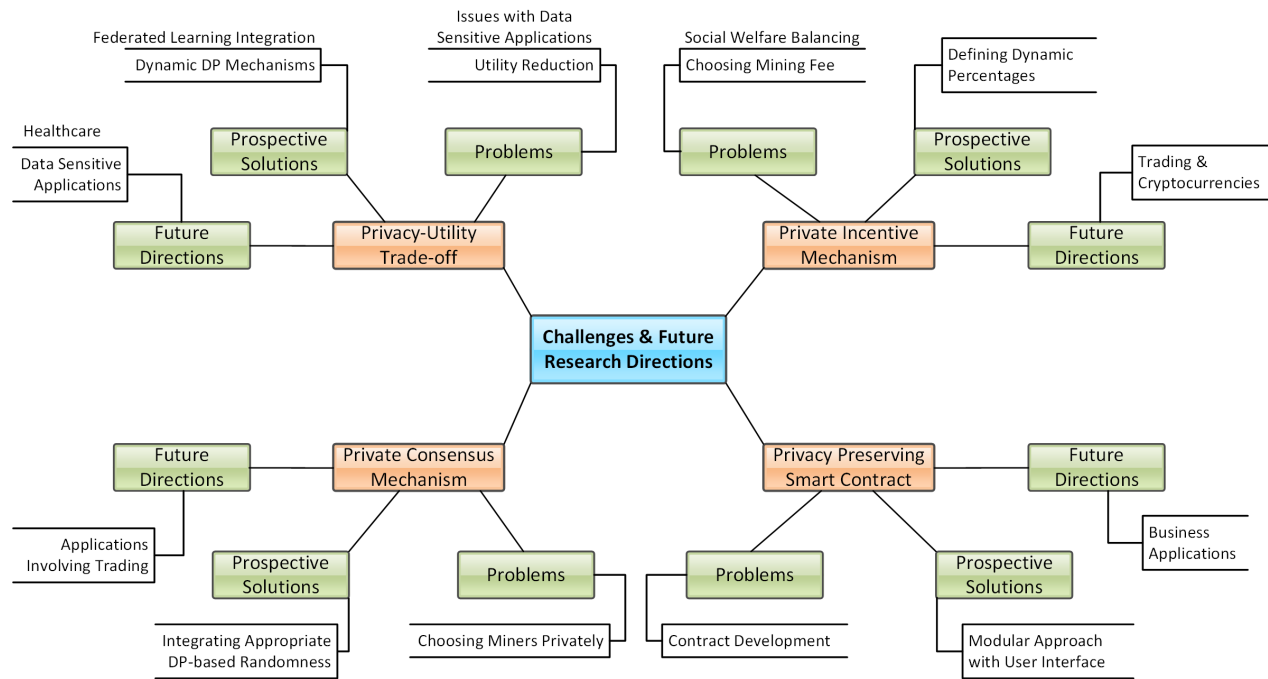 Issues with Data
Sensitive Applications
Utility Reduction
Federated Learning Integration
Dynamic DP Mechanisms
Social Welfare Balancing
Choosing Mining Fee
Defining Dynamic
Percentages
Healthcare
Data Sensitive
Applications
Prospective
Solutions
Problems
Problems
Prospective
Solutions
Trading &
Cryptocurrencies
Future
Directions
Privacy-Utility
Trade-off
Private Incentive
Mechanism
Future
Directions
Challenges & Future
Research Directions
Future
Directions
Private Consensus
Mechanism
Privacy Preserving
Smart Contract
Future
Directions
Applications
Involving Trading
Prospective
Solutions
Problems
Problems
Prospective
Solutions
Business
Applications
Integrating Appropriate
DP-based Randomness
Choosing Miners Privately
Contract Development
Modular Approach
with User Interface